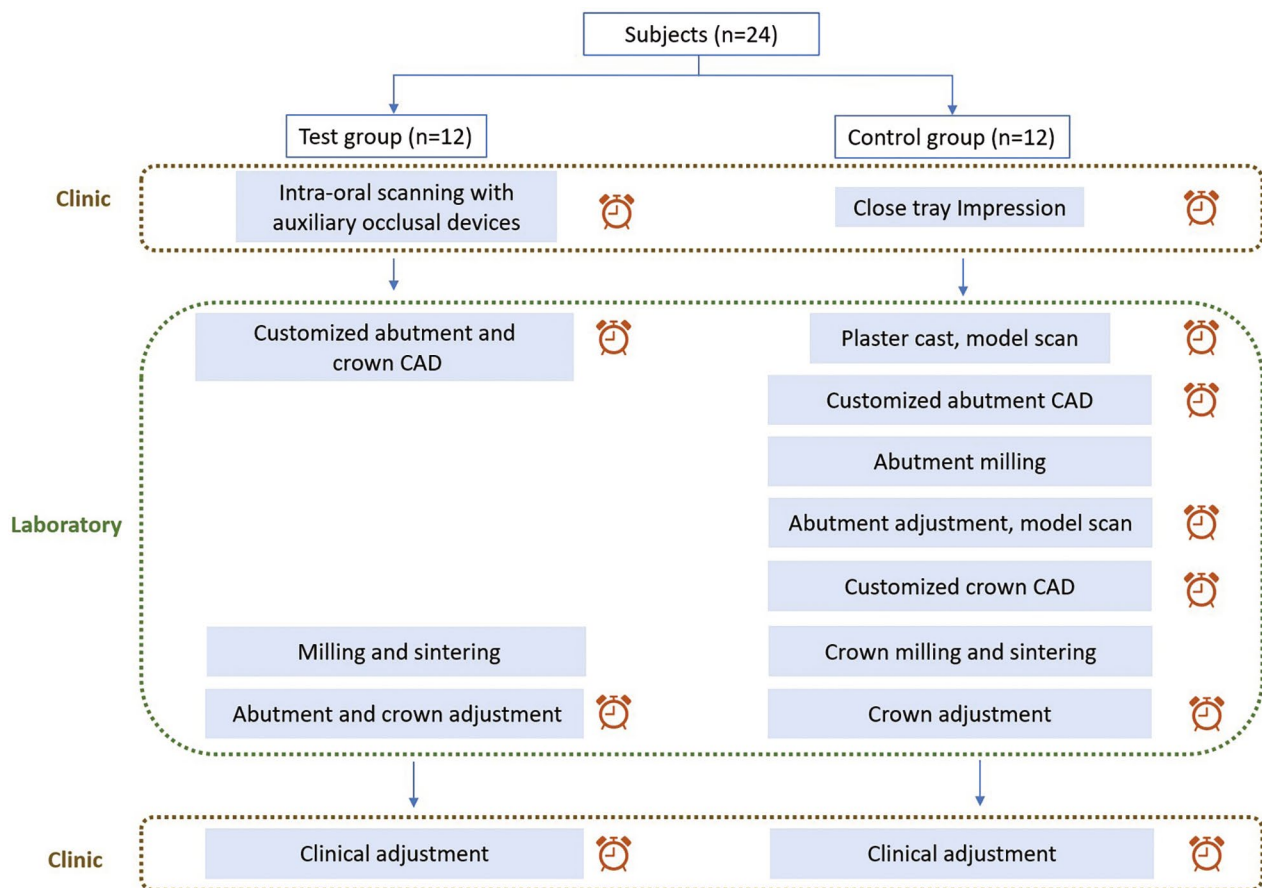 Subjects (n=24)
Test group (n=12)
Control group (n=12)
Clinic
Intra-oral scanning with
auxiliary occlusal devices
Close tray Impression
Laboratory
Customized abutment and
crown CAD
Milling and sintering
Abutment and crown adjustment
Plaster cast, model scan
Customized abutment CAD
Abutment milling
Abutment adjustment, model scan
Customized crown CAD
Crown milling and sintering
Crown adjustment
Clinic
Clinical adjustment
Clinical adjustment